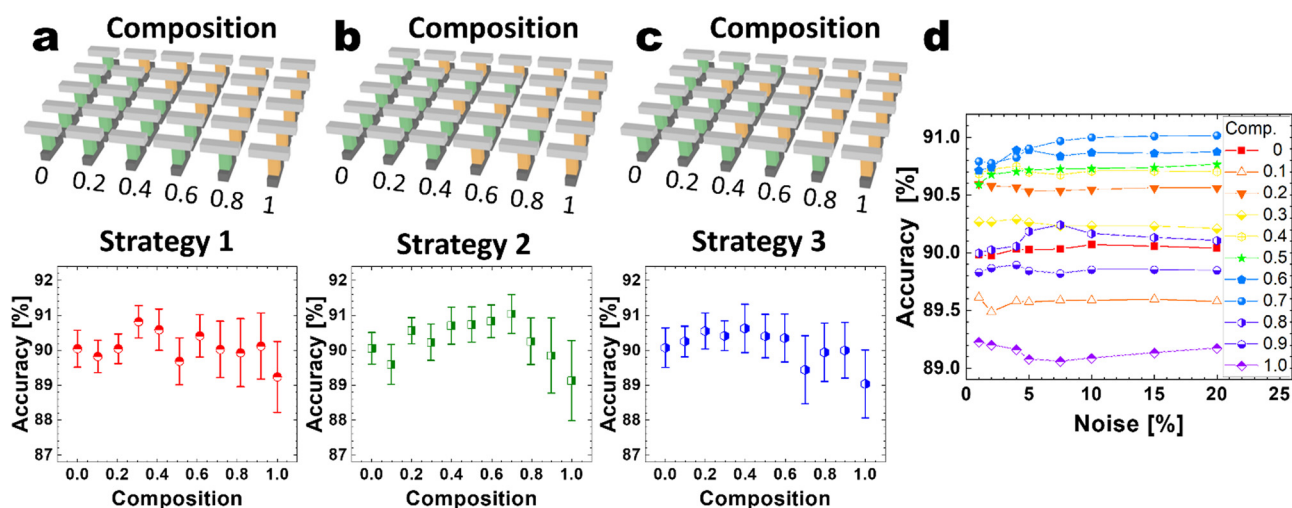 a Composition
0 0.2 0.4 0.6 0.8 1
Strategy 1
Accuracy [%]
92
91
90
89
88
87
0.0 0.2 0.4 0.6 0.8 1.0
Composition
b Composition
0 0.2 0.4 0.6 0.8 1
Strategy 2
Accuracy [%]
92
91
90
89
88
87
0.0 0.2 0.4 0.6 0.8 1.0
Composition
c Composition
0 0.2 0.4 0.6 0.8 1
Strategy 3
Accuracy [%]
92
91
90
89
88
87
0.0 0.2 0.4 0.6 0.8 1.0
Composition
d
Accuracy [%]
91.0
90.5
90.0
89.5
89.0
0 5 10 15 20 25
Noise [%]
Comp.
0
0.1
0.2
0.3
0.4
0.5
0.6
0.7
0.8
0.9
1.0